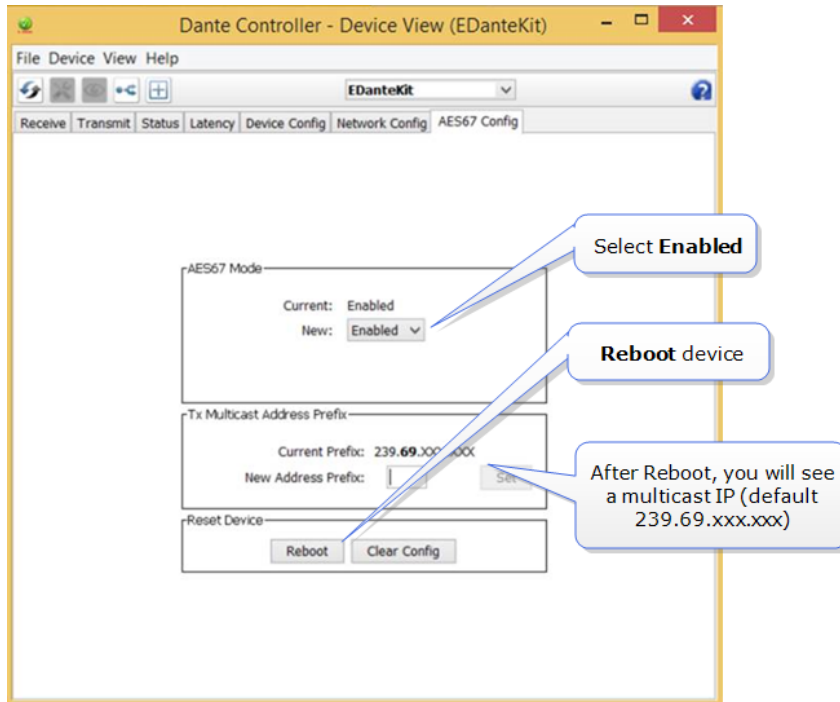 Dante Controller - Device View (EDanteKit)
File Device View Help
EDanteKit
Receive Transmit Status Latency Device Config Network Config AES67 Config
Select Enabled
AES67 Mode
Current: Enabled
New: Enabled
Reboot device
Tx Multicast Address Prefix
Current Prefix: 239.69.XXX.XXX
New Address Prefix: Set
After Reboot, you will see
a multicast IP (default
239.69.xxx.xxx)
Reset Device
Reboot Clear Config